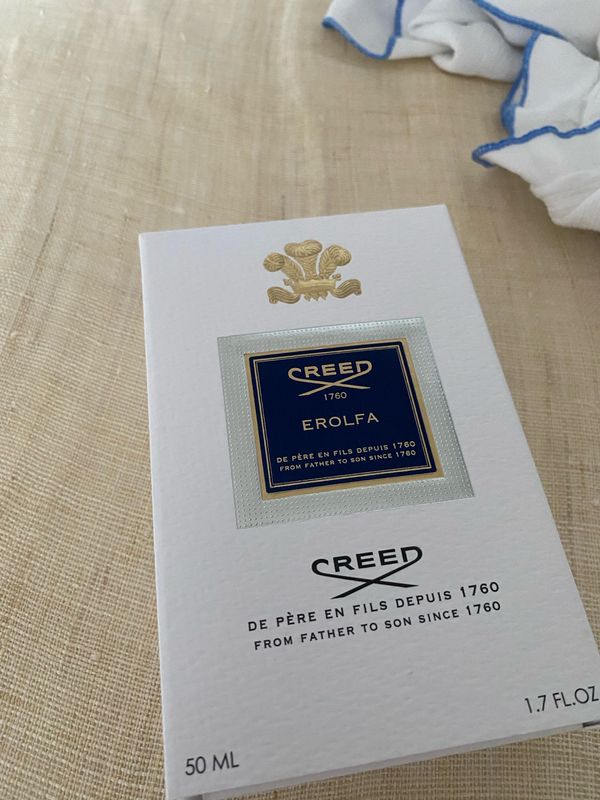 CREED
1760
EROLFA
DE PÈRE EN FILS DEPUIS 1760
FROM FATHER TO SON SINCE 1760
CREED
DE PÈRE EN FILS DEPUIS 1760
FROM FATHER TO SON SINCE 1760
50 ML 1.7 FL.OZ